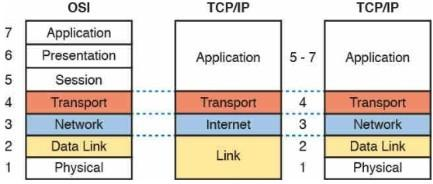 OSI TCP/IP TCP/IP
7 Application
6 Presentation Application 5 - 7 Application
5 Session
4 Transport Transport 4 Transport
3 Network Internet 3 Network
2 Data Link 2 Data Link
Link
1 Physical 1 Physical